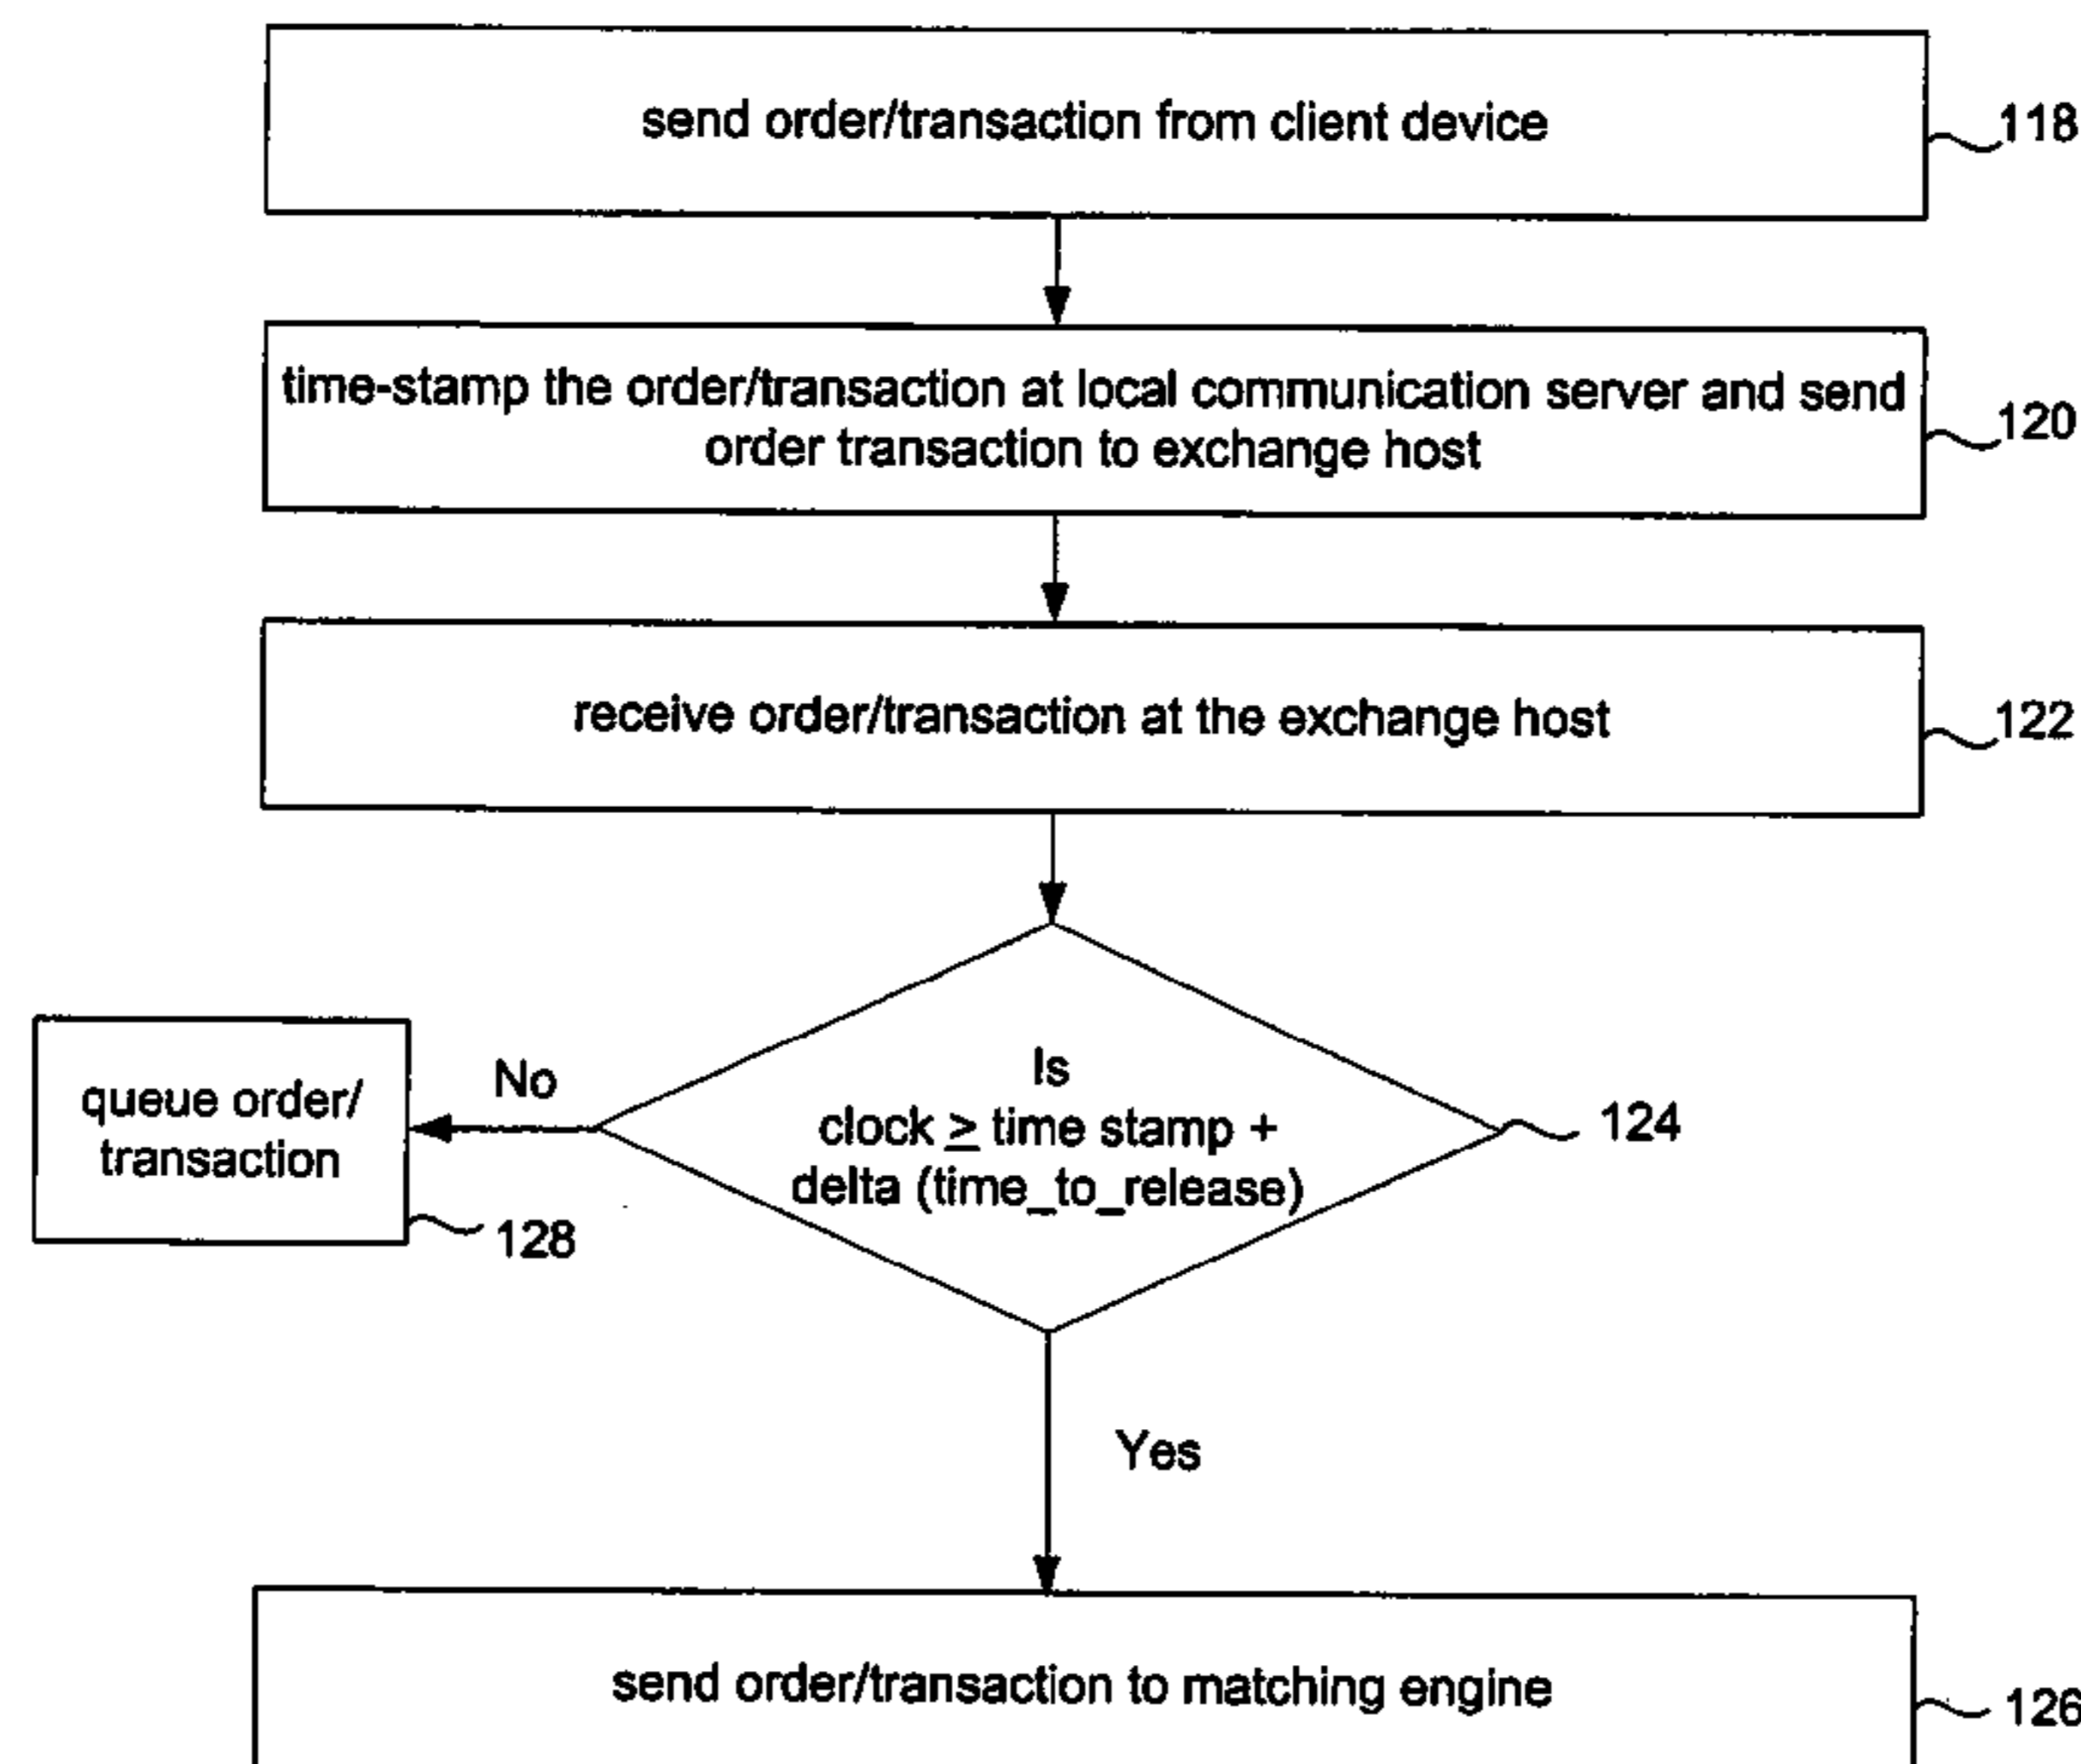 send order/transaction from client device
118
time-stamp the order/transaction at local communication server and send
order transaction to exchange host
120
receive order/transaction at the exchange host
122
Is
clock ≥ time stamp +
delta (time_to_release)
124
No
queue order/
transaction
128
Yes
send order/transaction to matching engine
126